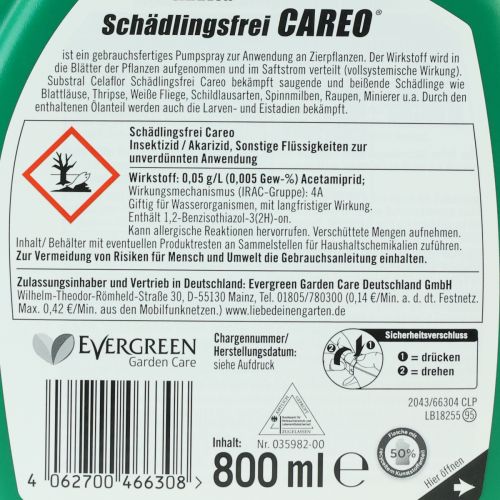 Schädlingsfrei CAREO®
ist ein gebrauchsfertiges Pumpspray zur Anwendung an Zierpflanzen. Der Wirkstoff wird in
die Blätter der Pflanzen aufgenommen und im Saftstrom verteilt (vollsystemische Wirkung).
Substral Celaflor Schädlingsfrei Careo bekämpft saugende und beißende Schädlinge wie
Blattläuse, Thripse, Weiße Fliege, Schildlausarten, Spinnmilben, Raupen, Minierer u.a. Durch den
enthaltenen Ölanteil werden auch die Larven- und Eistadien bekämpft.
Schädlingsfrei Careo
Insektizid / Akarizid, Sonstige Flüssigkeiten zur
unverdünnten Anwendung
Wirkstoff: 0,05 g/L (0,005 Gew-%) Acetamiprid;
Wirkungsmechanismus (IRAC-Gruppe): 4A
Giftig für Wasserorganismen, mit langfristiger Wirkung.
Enthält 1,2-Benzisothiazol-3(2H)-on.
Kann allergische Reaktionen hervorrufen. Verschüttete Mengen aufnehmen.
Inhalt/ Behälter mit eventuellen Produktresten an Sammelstellen für Haushaltschemikalien zuführen.
Zur Vermeidung von Risiken für Mensch und Umwelt die Gebrauchsanleitung einhalten.
Zulassungsinhaber und Vertrieb in Deutschland: Evergreen Garden Care Deutschland GmbH
Wilhelm-Theodor-Römheld-Straße 30, D-55130 Mainz, Tel. 01805/780300 (0,14 €/Min. a. d. dt. Festnetz.
Max. 0,42 €/Min. aus den Mobilfunknetzen.) www.liebedeinengarten.de
EVERGREEN
Garden Care
Chargennummer/
Herstellungsdatum:
siehe Aufdruck
Sicherheitsverschluss
1 = drücken
2 = drehen
2043/66304 CLP
LB18255 95
ZUGELASSEN
Nr. 035982-00
Inhalt:
800 ml e
Flasche mit
50%
recyceltem Kunststoff
Hier öffnen
4 062700 466308 >